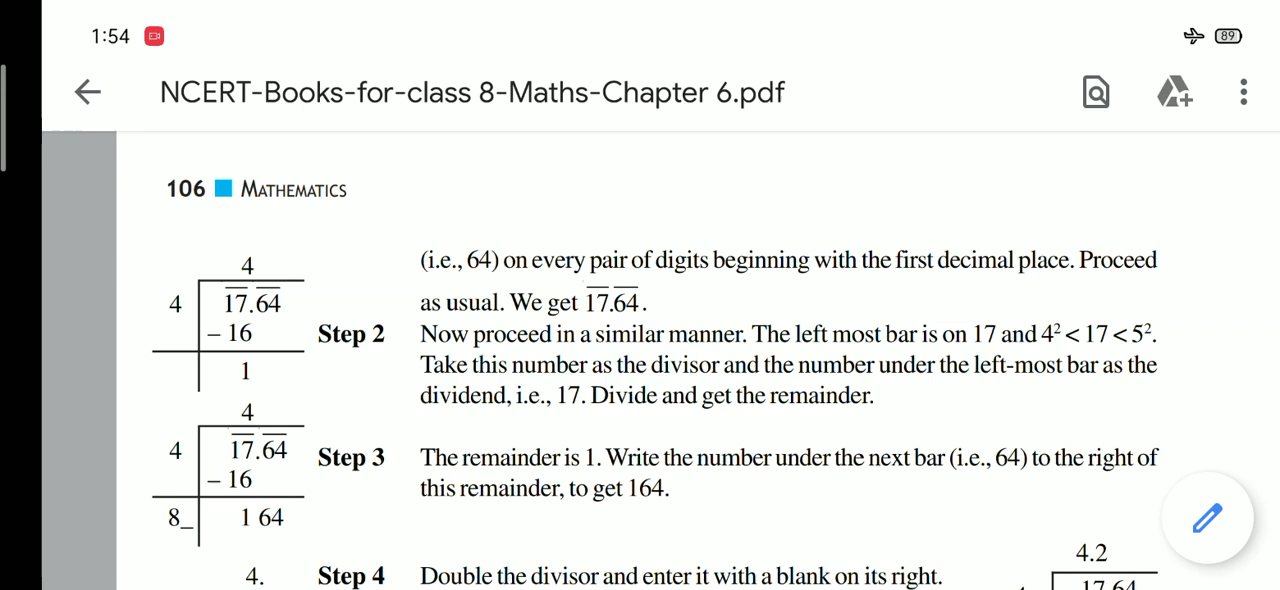 1:54 89
NCERT-Books-for-class 8-Maths-Chapter 6.pdf
106 MATHEMATICS
(i.e., 64) on every pair of digits beginning with the first decimal place. Proceed
as usual. We get 17.64.
4
4 17.64
– 16
1
Step 2 Now proceed in a similar manner. The left most bar is on 17 and 4² < 17 < 5².
Take this number as the divisor and the number under the left-most bar as the
dividend, i.e., 17. Divide and get the remainder.
4
4 17.64
– 16
8_ 1 64
Step 3 The remainder is 1. Write the number under the next bar (i.e., 64) to the right of
this remainder, to get 164.
4.
Step 4 Double the divisor and enter it with a blank on its right.
4.2
17.64